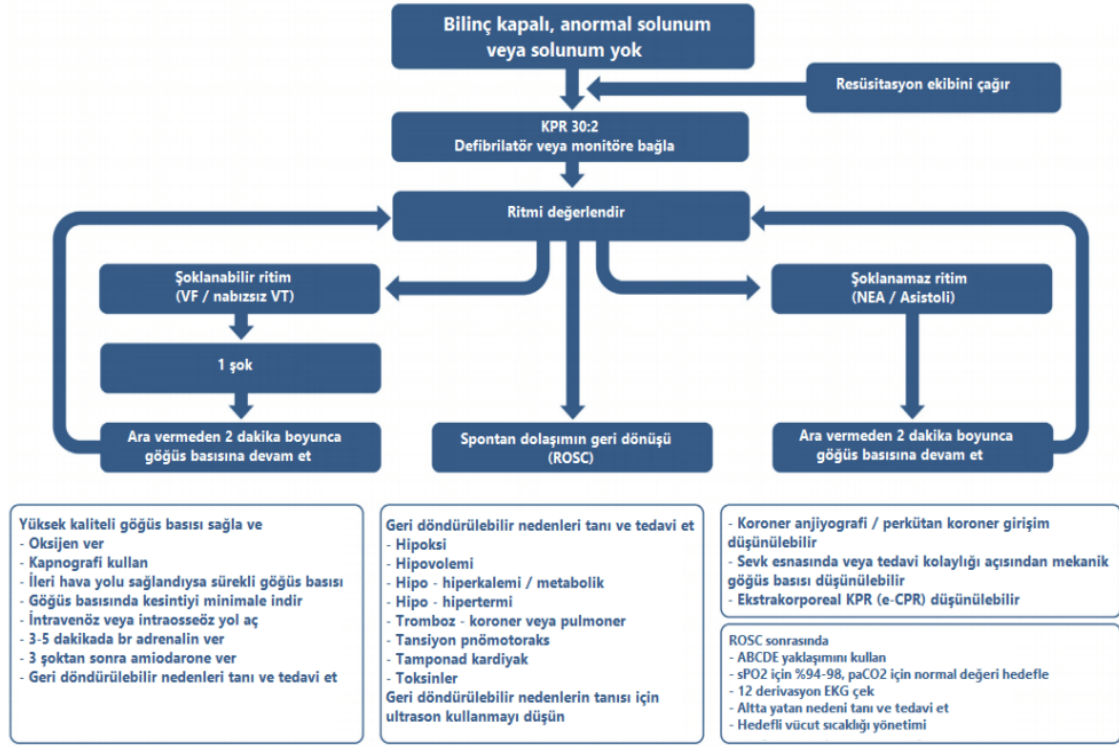 Bilinç kapalı, anormal solunum
veya solunum yok
Resüsitasyon ekibini çağır
KPR 30:2
Defibrilatör veya monitöre bağla
Ritmi değerlendir
Şoklanabilir ritim
(VF / nabızsız VT)
Şoklanamaz ritim
(NEA / Asistoli)
1 şok
Ara vermeden 2 dakika boyunca
göğüs basısına devam et
Spontan dolaşımın geri dönüşü
(ROSC)
Ara vermeden 2 dakika boyunca
göğüs basısına devam et
Yüksek kaliteli göğüs basısı sağla ve
- Oksijen ver
- Kapnografi kullan
- İleri hava yolu sağlandıysa sürekli göğüs basısı
- Göğüs basısında kesintiyi minimale indir
- İntravenöz veya intraosseöz yol aç
- 3-5 dakikada br adrenalin ver
- 3 şoktan sonra amiodarone ver
- Geri döndürülebilir nedenleri tanı ve tedavi et
Geri döndürülebilir nedenleri tanı ve tedavi et
- Hipoksi
- Hipovolemi
- Hipo - hiperkalemi / metabolik
- Hipo - hipertermi
- Tromboz - koroner veya pulmoner
- Tansiyon pnömotoraks
- Tamponad kardiyak
- Toksinler
Geri döndürülebilir nedenlerin tanısı için
ultrason kullanmayı düşün
- Koroner anjiyografi / perkütan koroner girişim
düşünülebilir
- Sevk esnasında veya tedavi kolaylığı açısından mekanik
göğüs basısı düşünülebilir
- Ekstrakorporeal KPR (e-CPR) düşünülebilir
ROSC sonrasında
- ABCDE yaklaşımını kullan
- sPO2 için %94-98, paCO2 için normal değeri hedefle
- 12 derivasyon EKG çek
- Altta yatan nedeni tanı ve tedavi et
- Hedefli vücut sıcaklığı yönetimi